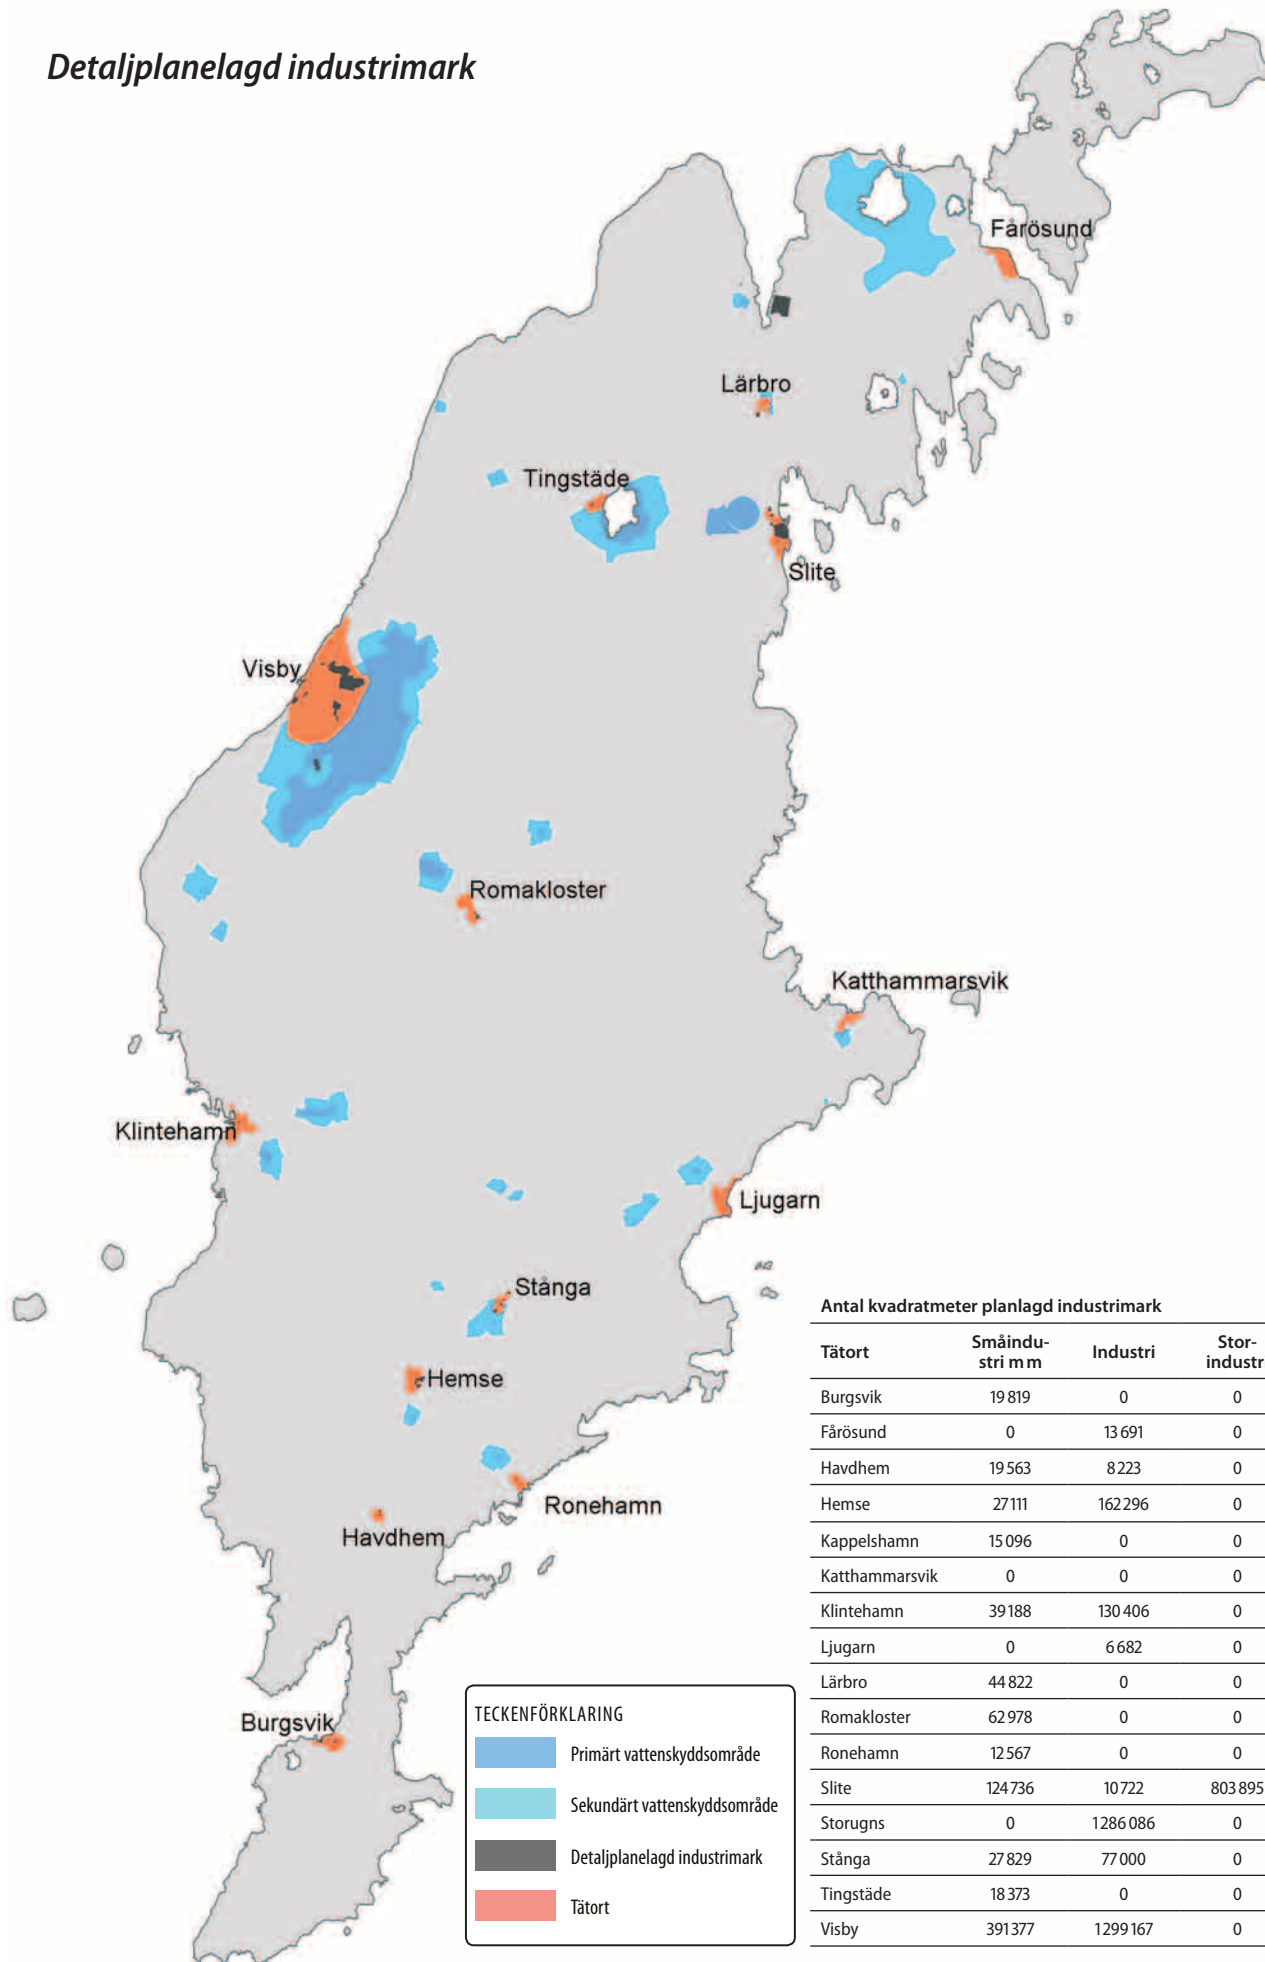 Detaljplanelagd industrimark
Fårösund
Lärbro
Tingstäde
Slite
Visby
Romakloster
Katthammarsvik
Klintehamn
Ljugarn
Stånga
Hemse
Ronehamn
Havdhem
Burgsvik
TECKENFÖRKLARING
Primärt vattenskyddsområde
Sekundärt vattenskyddsområde
Detaljplanelagd industrimark
Tätort
Antal kvadratmeter planlagd industrimark
Tätort Småindu- Industri Stor-
stri m m industri
Burgsvik 19 819 0 0
Fårösund 0 13 691 0
Havdhem 19 563 8 223 0
Hemse 27 111 162 296 0
Kappelshamn 15 096 0 0
Katthammarsvik 0 0 0
Klintehamn 39 188 130 406 0
Ljugarn 0 6 682 0
Lärbro 44 822 0 0
Romakloster 62 978 0 0
Ronehamn 12 567 0 0
Slite 124 736 10 722 803 895
Storugns 0 1 286 086 0
Stånga 27 829 77 000 0
Tingstäde 18 373 0 0
Visby 391 377 1 299 167 0